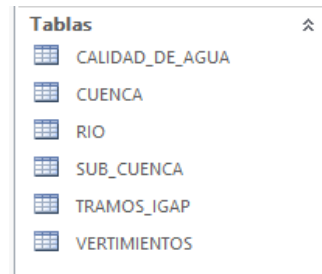 Tablas
CALIDAD_DE_AGUA
CUENCA
RIO
SUB_CUENCA
TRAMOS_IGAP
VERTIMIENTOS